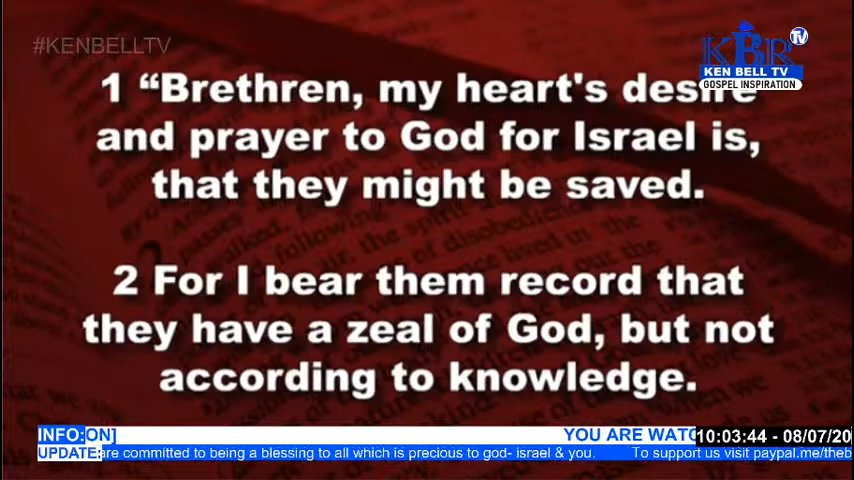 #KENBELLTV
KBR TV
KEN BELL TV
GOSPEL INSPIRATION
1 “Brethren, my heart's desire
and prayer to God for Israel is,
that they might be saved.
2 For I bear them record that
they have a zeal of God, but not
according to knowledge.
INFO:ON] YOU ARE WATC 10:03:44 - 08/07/20
UPDATE: are committed to being a blessing to all which is precious to god- israel & you. To support us visit paypal.me/theb